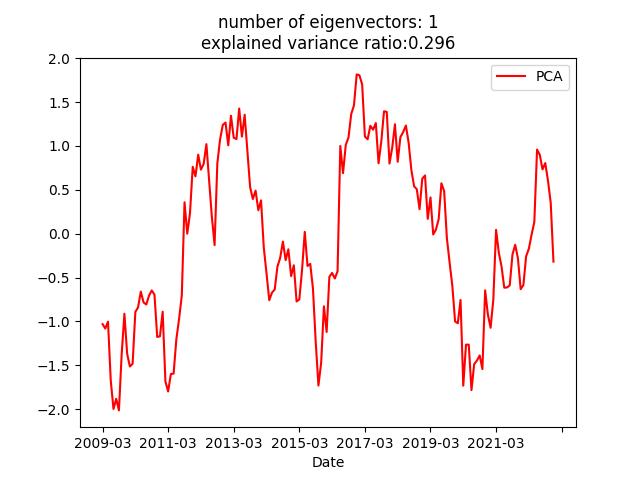 number of eigenvectors: 1
explained variance ratio:0.296
PCA
2.0
1.5
1.0
0.5
0.0
−0.5
−1.0
−1.5
−2.0
2009-03 2011-03 2013-03 2015-03 2017-03 2019-03 2021-03
Date